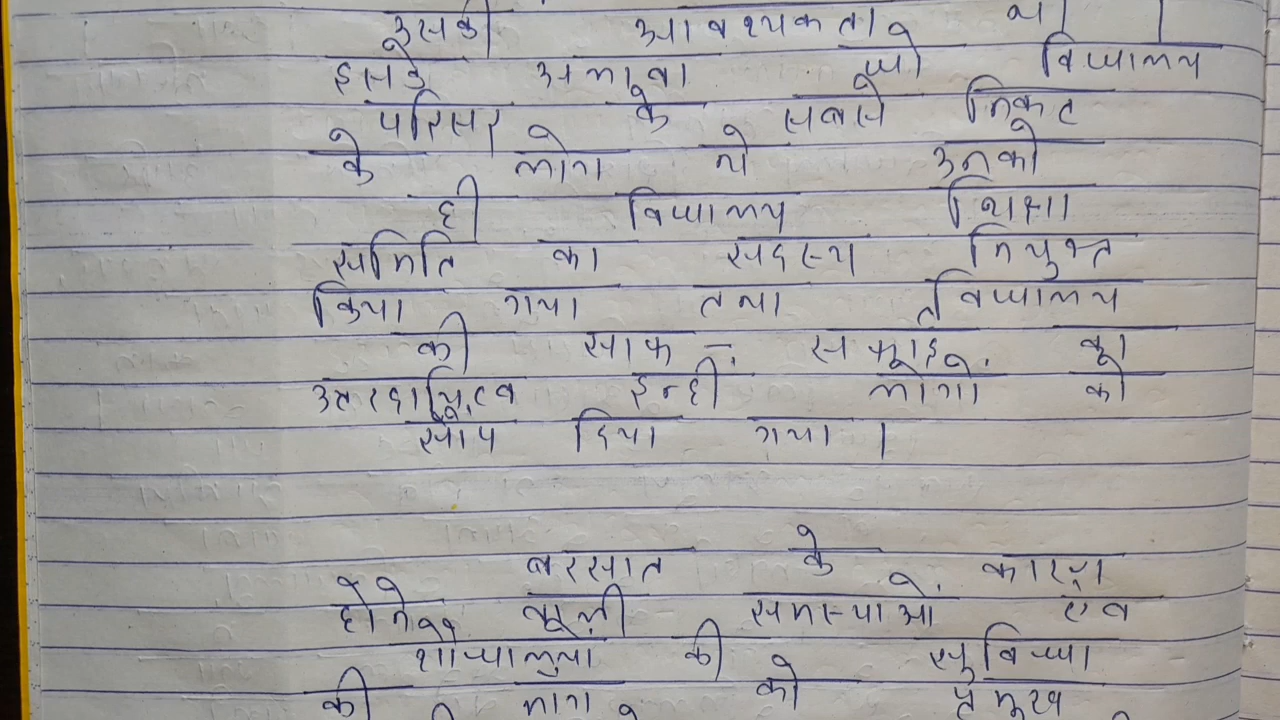 उसकी आवश्यकता थी ।
इसके अलावा जो विद्यालय
परिसर के सबसे निकट
के लोग थे उनको
ही विद्यालय शिक्षा
समिति का सदस्य नियुक्त
किया गया तथा विद्यालय
की साफ - सफाई का
उत्तरदायित्व इन्ही लोगो को
सौप दिया गया ।
बरसात के कारण
होने वाली समस्याओं एवं
शौचालयों की सुविधा
की मांग को प्रमुख